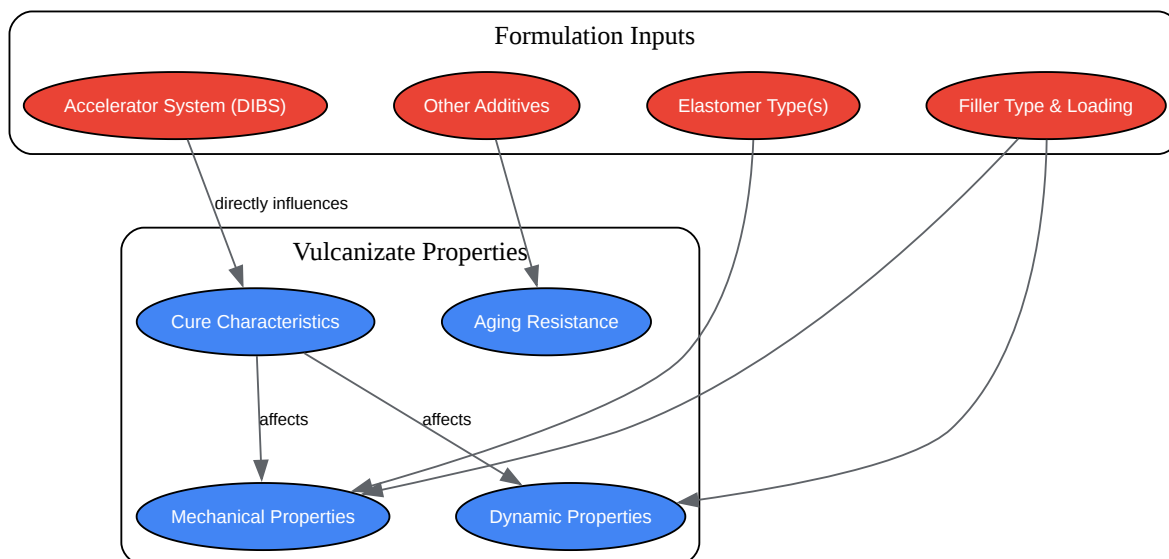 Formulation Inputs
Accelerator System (DIBS)
Other Additives
Elastomer Type(s)
Filler Type & Loading
directly influences
Vulcanizate Properties
Cure Characteristics
Aging Resistance
affects
affects
Mechanical Properties
Dynamic Properties